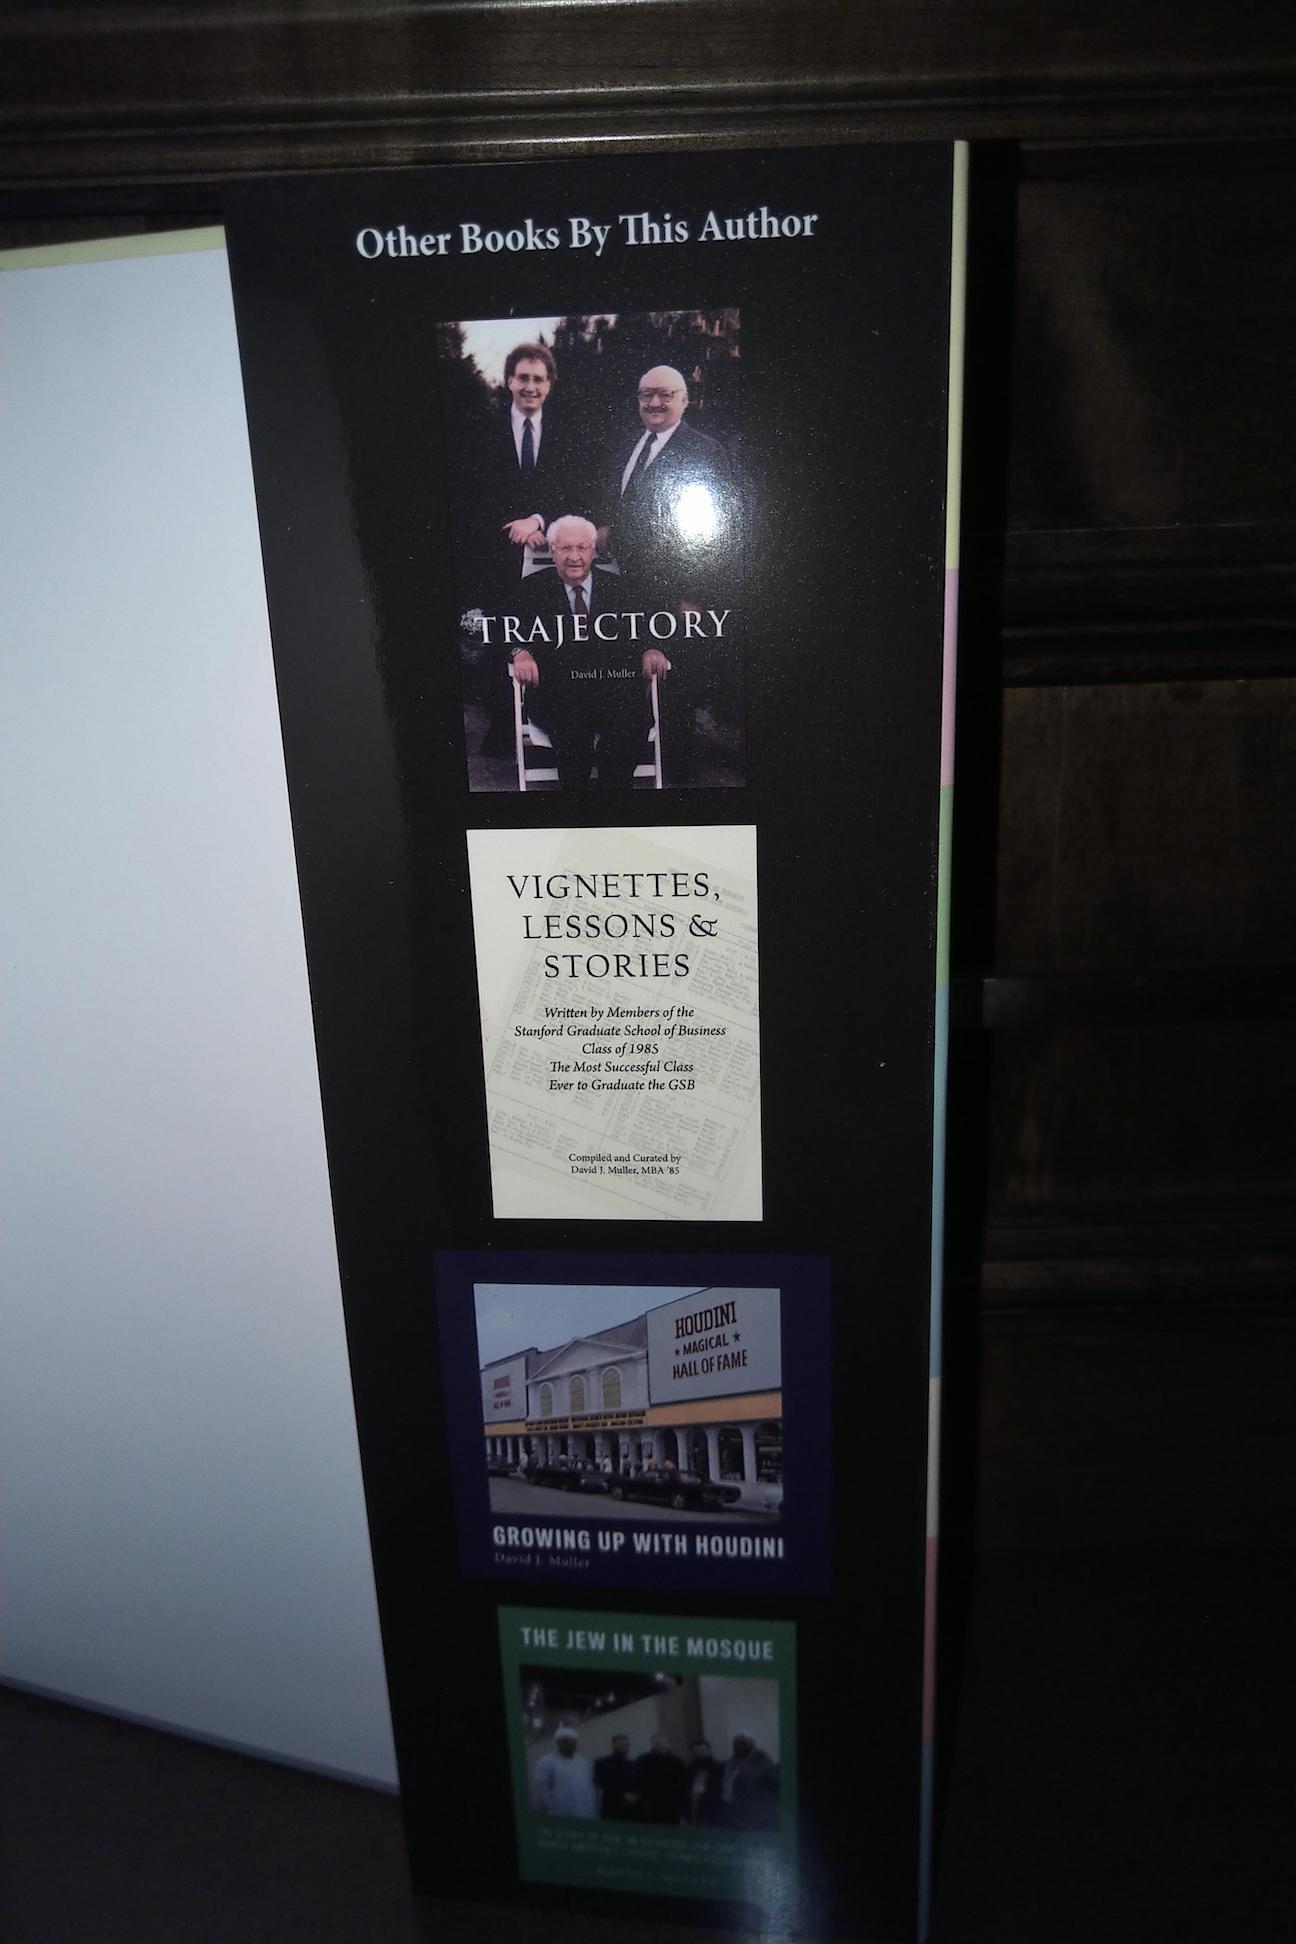 Other Books By This Author
TRAJECTORY
David J. Muller
VIGNETTES,
LESSONS &
STORIES
Written by Members of the
Stanford Graduate School of Business
Class of 1985
The Most Successful Class
Ever to Graduate the GSB
Compiled and Curated by
David J. Muller, MBA '85
HOUDINI
★ MAGICAL ★
HALL OF FAME
GROWING UP WITH HOUDINI
David J. Muller
THE JEW IN THE MOSQUE